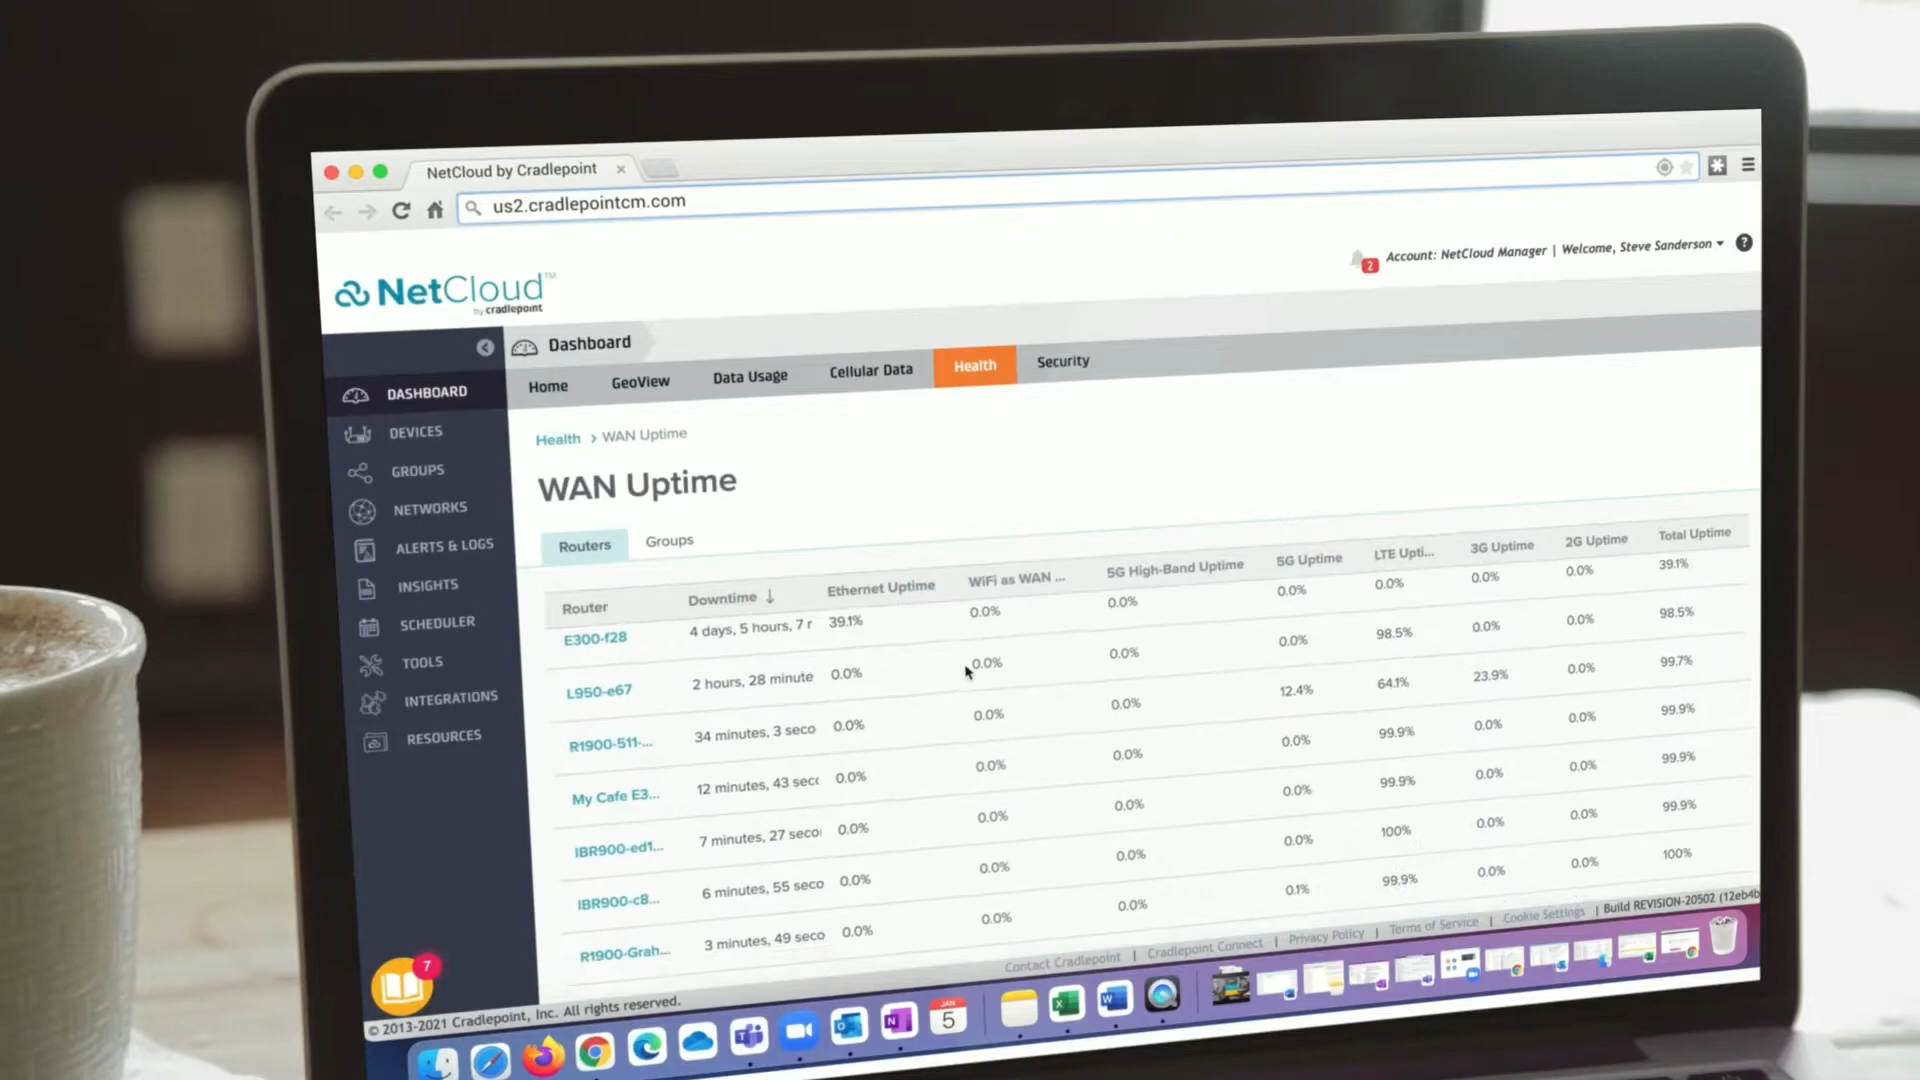 NetCloud by Cradlepoint
us2.cradlepointcm.com
2 Account: NetCloud Manager | Welcome, Steve Sanderson
NetCloud™
by cradlepoint
Dashboard
Home GeoView Data Usage Cellular Data Health Security
DASHBOARD
DEVICES
GROUPS
NETWORKS
ALERTS & LOGS
INSIGHTS
SCHEDULER
TOOLS
INTEGRATIONS
RESOURCES
7
Health > WAN Uptime
WAN Uptime
Routers Groups
Router Downtime ↓ Ethernet Uptime WiFi as WAN ... 5G High-Band Uptime 5G Uptime LTE Upti... 3G Uptime 2G Uptime Total Uptime
E300-f28 4 days, 5 hours, 7 39.1% 0.0% 0.0% 0.0% 0.0% 0.0% 0.0% 39.1%
L950-e67 2 hours, 28 minute 0.0% 0.0% 0.0% 0.0% 98.5% 0.0% 0.0% 98.5%
R1900-511-... 34 minutes, 3 seco 0.0% 0.0% 0.0% 12.4% 64.1% 23.9% 0.0% 99.7%
My Cafe E3... 12 minutes, 43 sec 0.0% 0.0% 0.0% 0.0% 99.9% 0.0% 0.0% 99.9%
IBR900-ed1... 7 minutes, 27 seco 0.0% 0.0% 0.0% 0.0% 99.9% 0.0% 0.0% 99.9%
IBR900-c8... 6 minutes, 55 seco 0.0% 0.0% 0.0% 0.0% 100% 0.0% 0.0% 99.9%
R1900-Grah... 3 minutes, 49 seco 0.0% 0.0% 0.0% 0.1% 99.9% 0.0% 0.0% 100%
© 2013-2021 Cradlepoint, Inc. All rights reserved. Contact Cradlepoint | Cradlepoint Connect | Privacy Policy | Terms of Service | Cookie Settings | Build REVISION-20502 (12eb4b
JAN
5